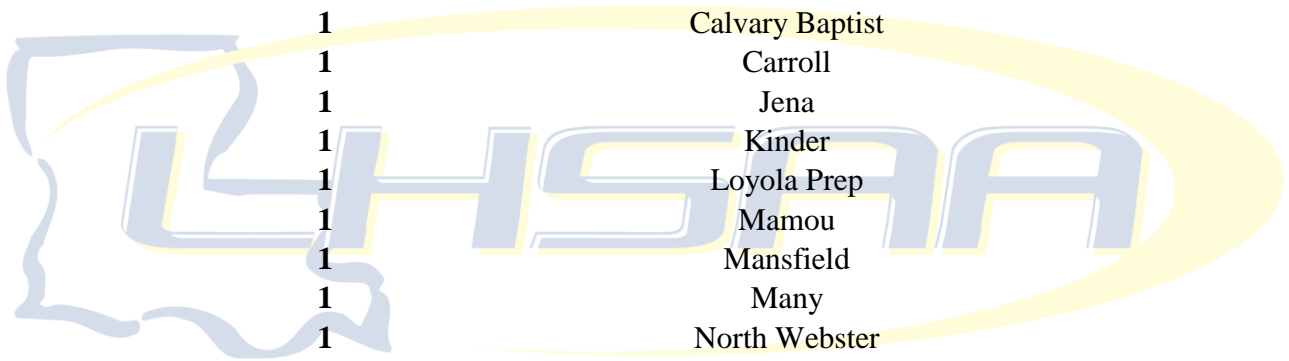 1 Calvary Baptist
1 Carroll
1 Jena
1 Kinder
1 Loyola Prep
1 Mamou
1 Mansfield
1 Many
1 North Webster
LHSAA